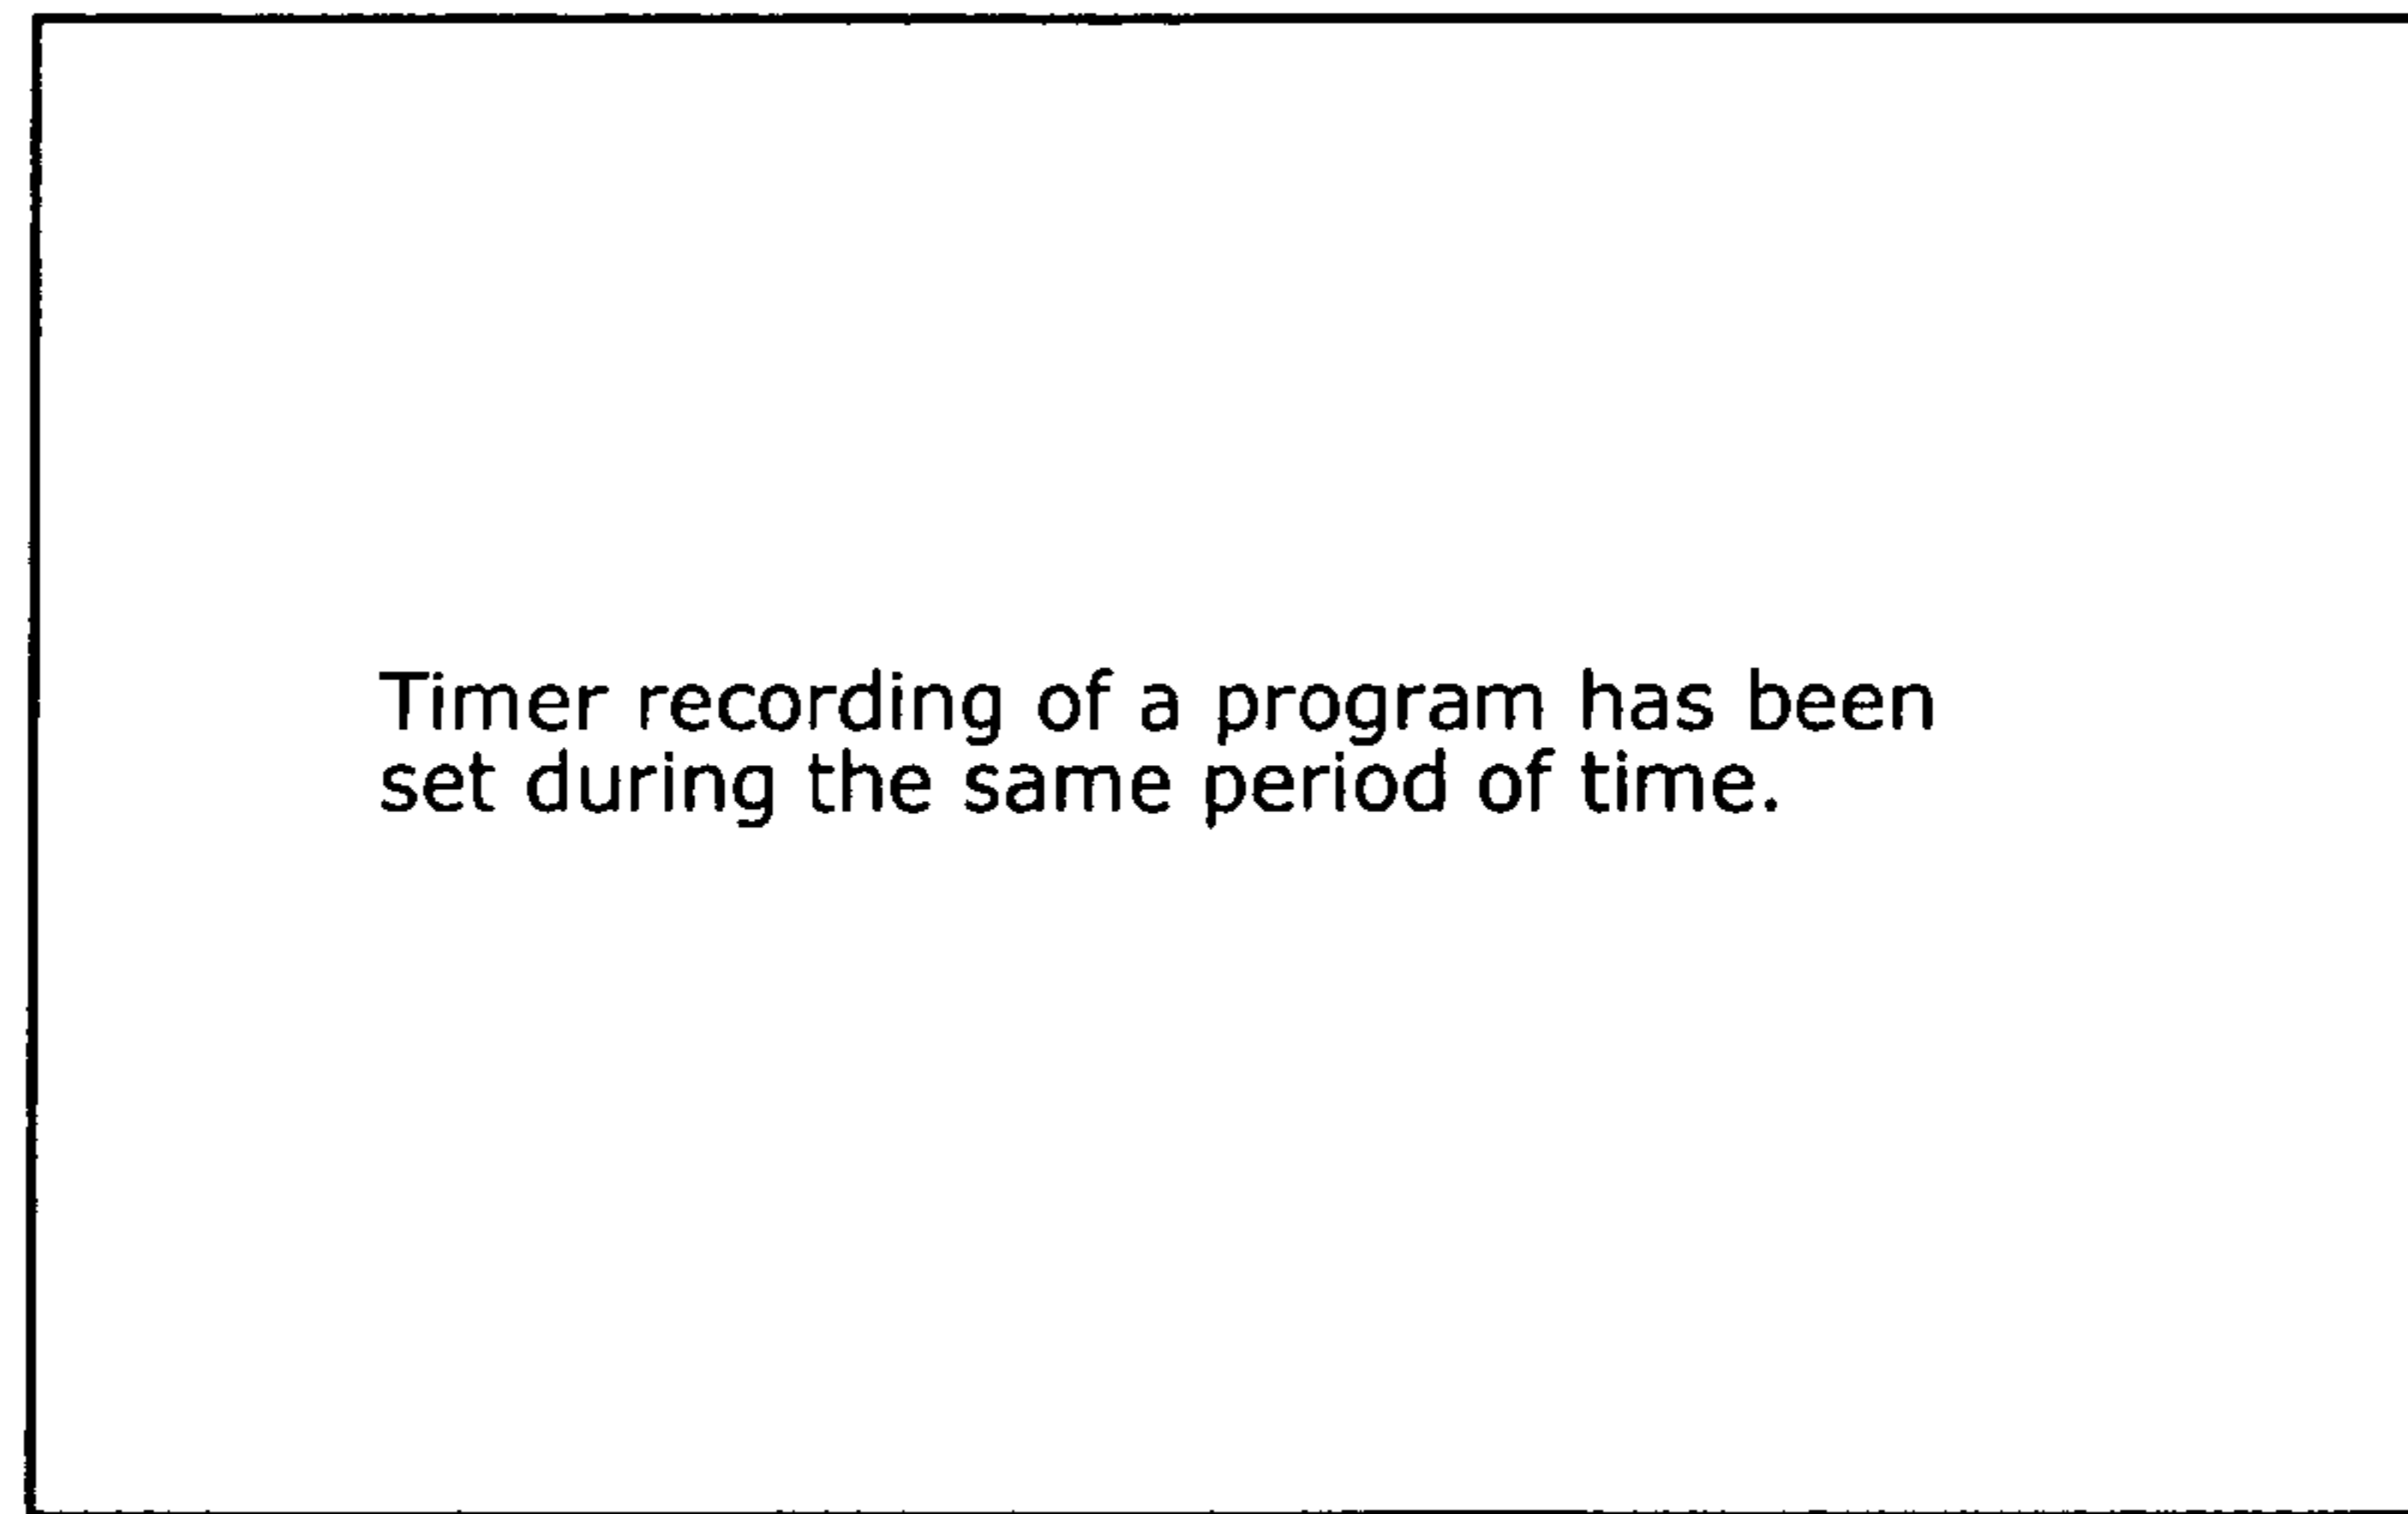 Timer recording of a program has been
set during the same period of time.